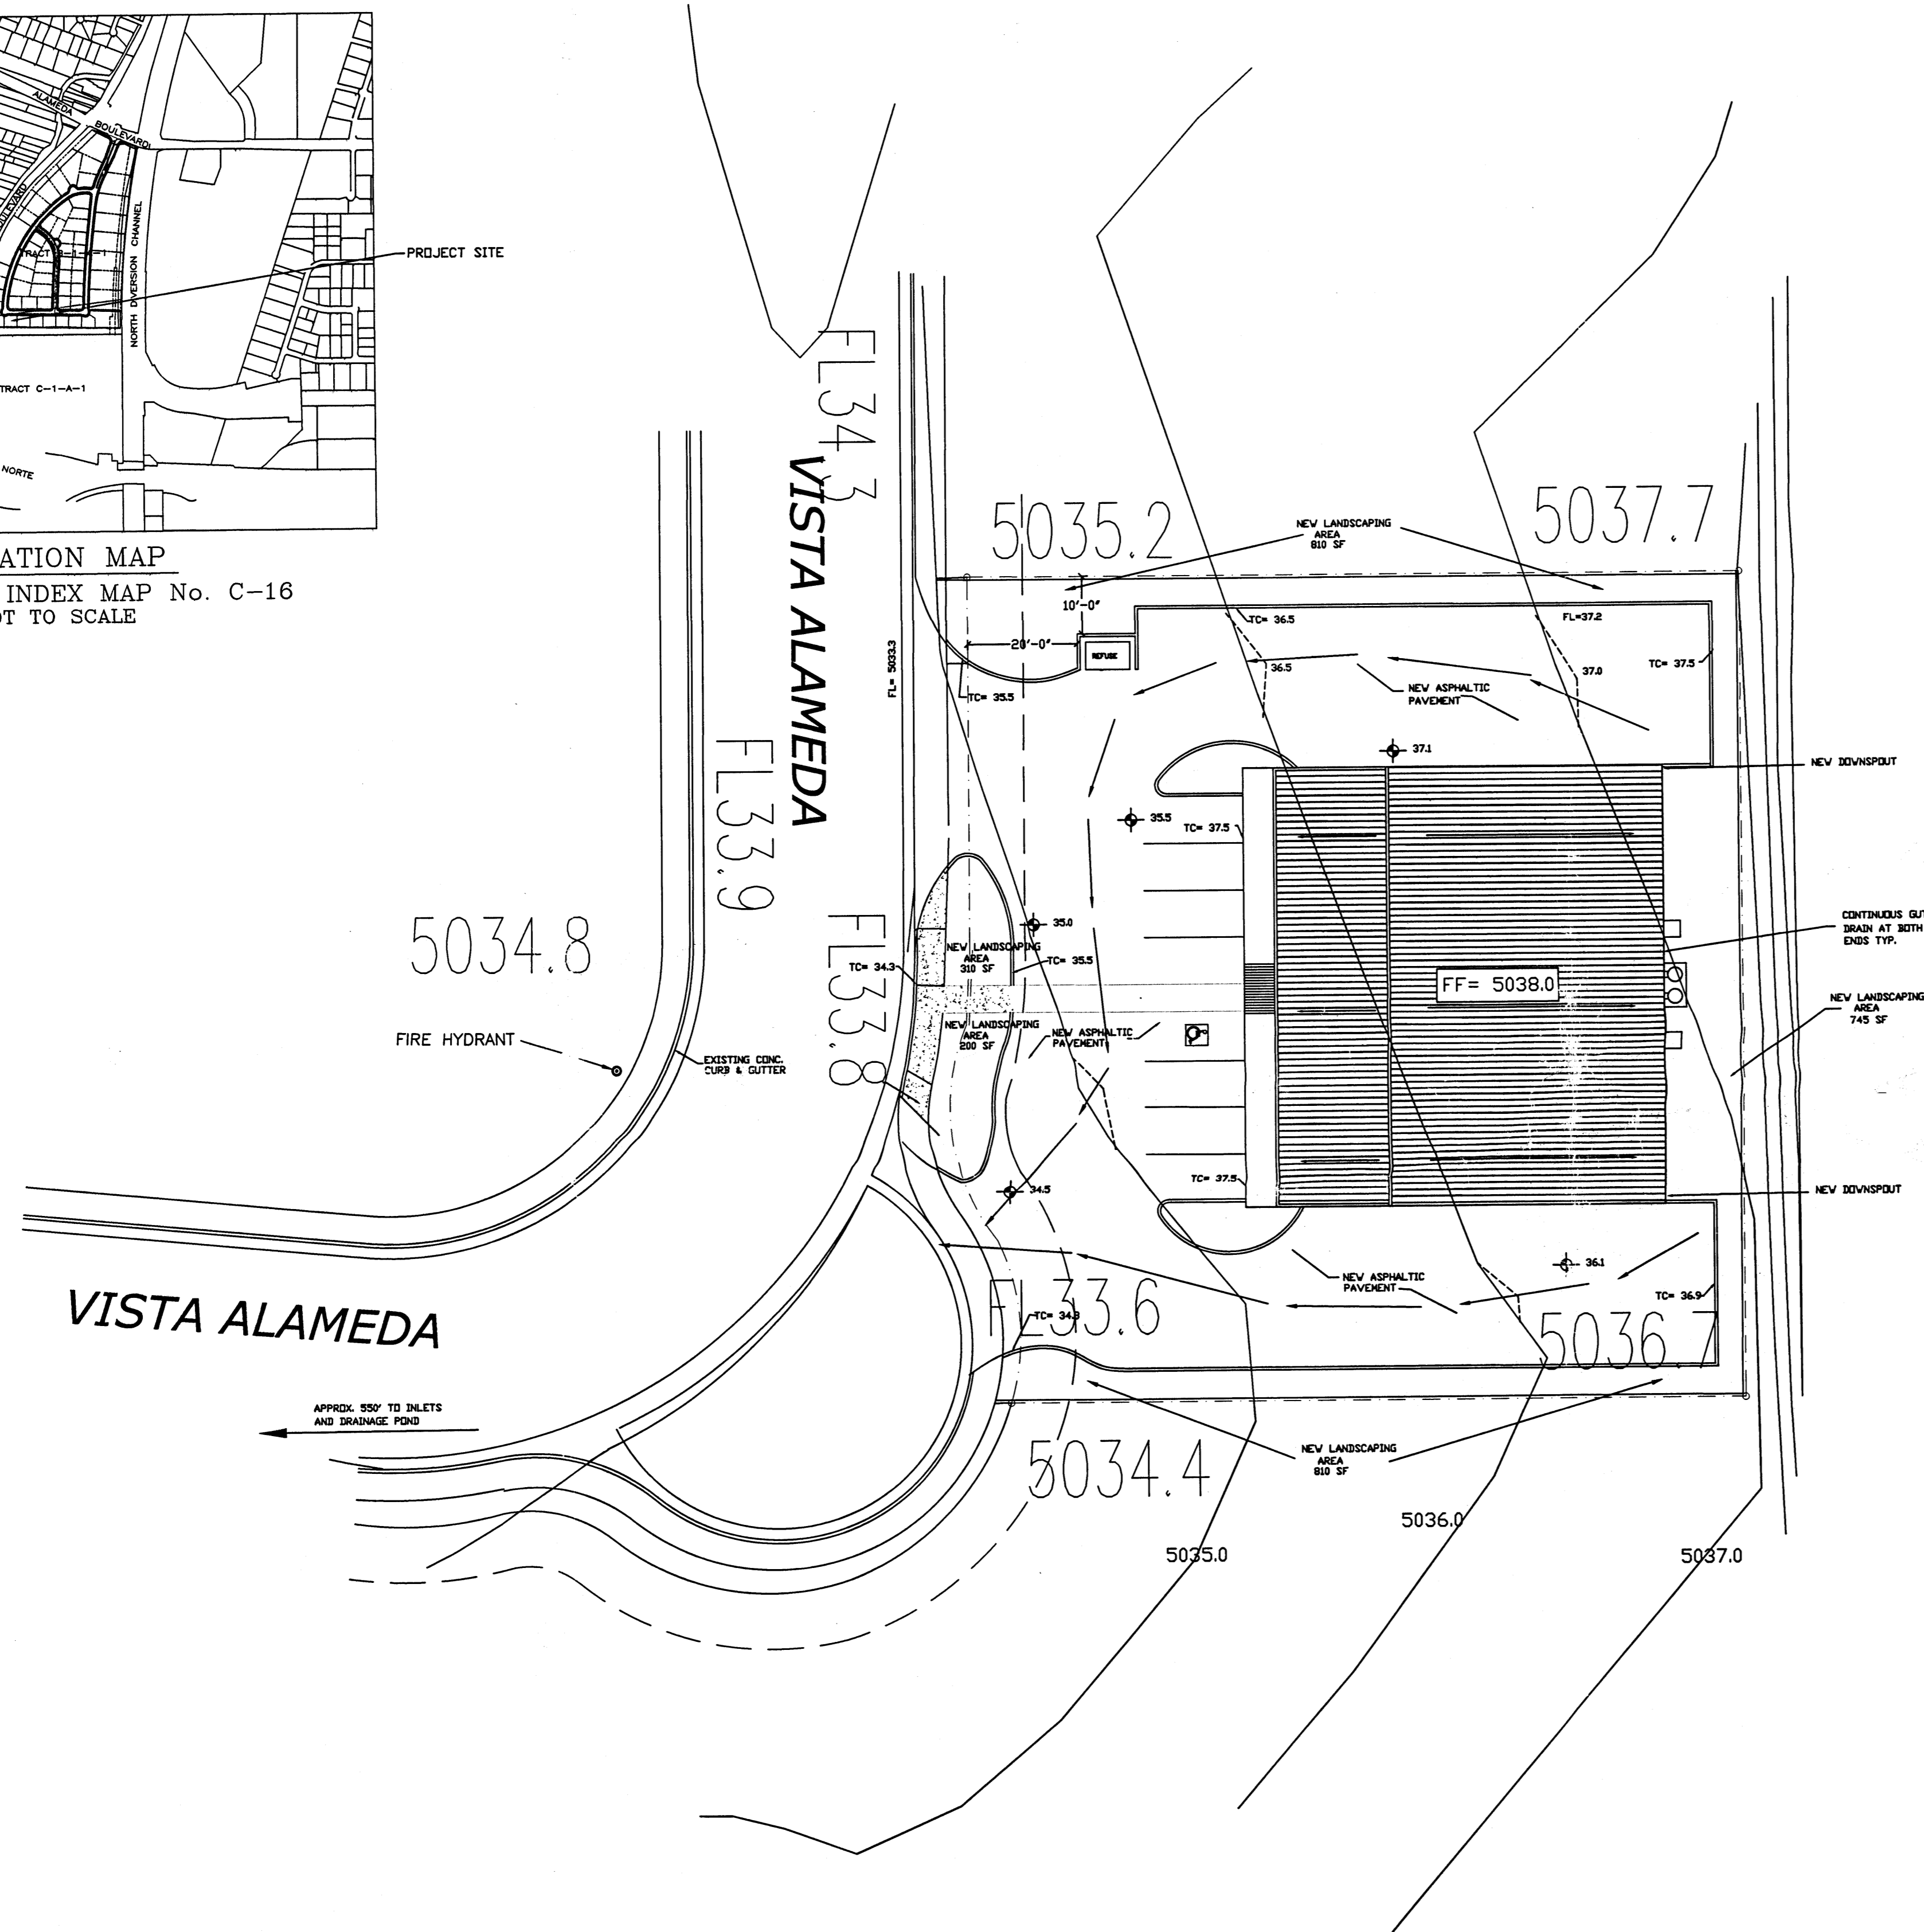 ALAMEDA
BOULEVARD
NORTH DIVERSION CHANNEL
PROJECT SITE
TRACT C-1-A-1
NORTE
ATION MAP
INDEX MAP No. C-16
OT TO SCALE
VISTA ALAMEDA
FL34.3
FL33.9
FL33.8
FL= 5033.3
5035.2
5037.7
NEW LANDSCAPING
AREA
810 SF
10'-0"
20'-0"
REFUSE
TC= 36.5
FL=37.2
36.5
37.0
TC= 37.5
TC= 35.5
NEW ASPHALTIC
PAVEMENT
37.1
NEW DOWNSPOUT
35.5
TC= 37.5
35.0
5034.8
NEW LANDSCAPING
AREA
310 SF
TC= 34.3
TC= 35.5
CONTINUOUS GUT
DRAIN AT BOTH
ENDS TYP.
FF= 5038.0
NEW LANDSCAPING
AREA
745 SF
NEW LANDSCAPING
AREA
200 SF
NEW ASPHALTIC
PAVEMENT
FIRE HYDRANT
EXISTING CONC.
CURB & GUTTER
TC= 37.5
34.5
NEW DOWNSPOUT
36.1
NEW ASPHALTIC
PAVEMENT
TC= 36.9
FL33.6
5036.7
VISTA ALAMEDA
APPROX. 550' TO INLETS
AND DRAINAGE POND
NEW LANDSCAPING
AREA
810 SF
5034.4
5036.0
5035.0
5037.0